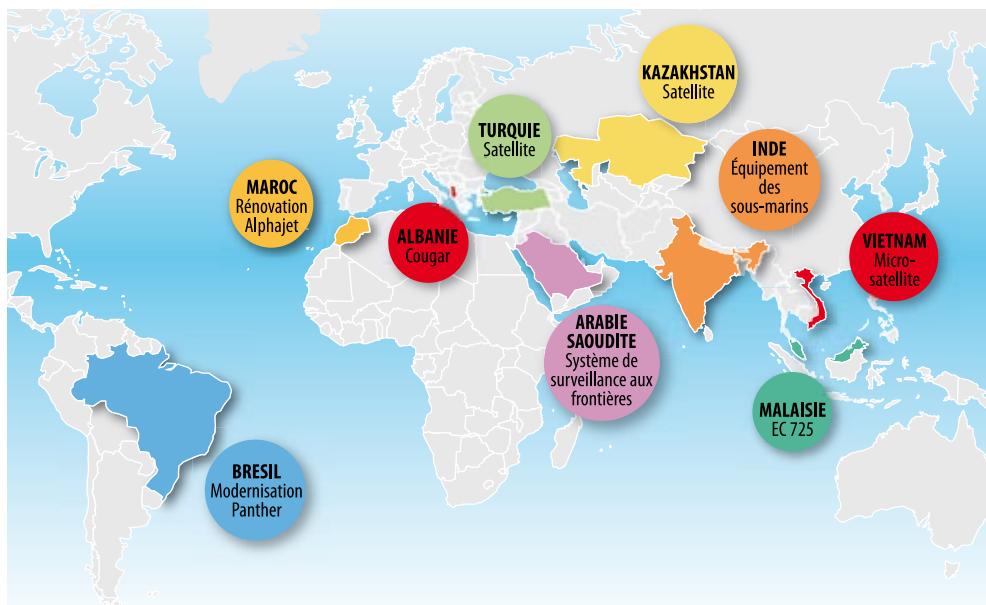 KAZAKHSTAN
Satellite
TURQUIE
Satellite
INDE
Équipement
des
sous-marins
MAROC
Rénovation
Alphajet
ALBANIE
Cougar
VIETNAM
Micro-
satellite
ARABIE
SAOUDITE
Système de
surveillance aux
frontières
MALAISIE
EC 725
BRESIL
Modernisation
Panther